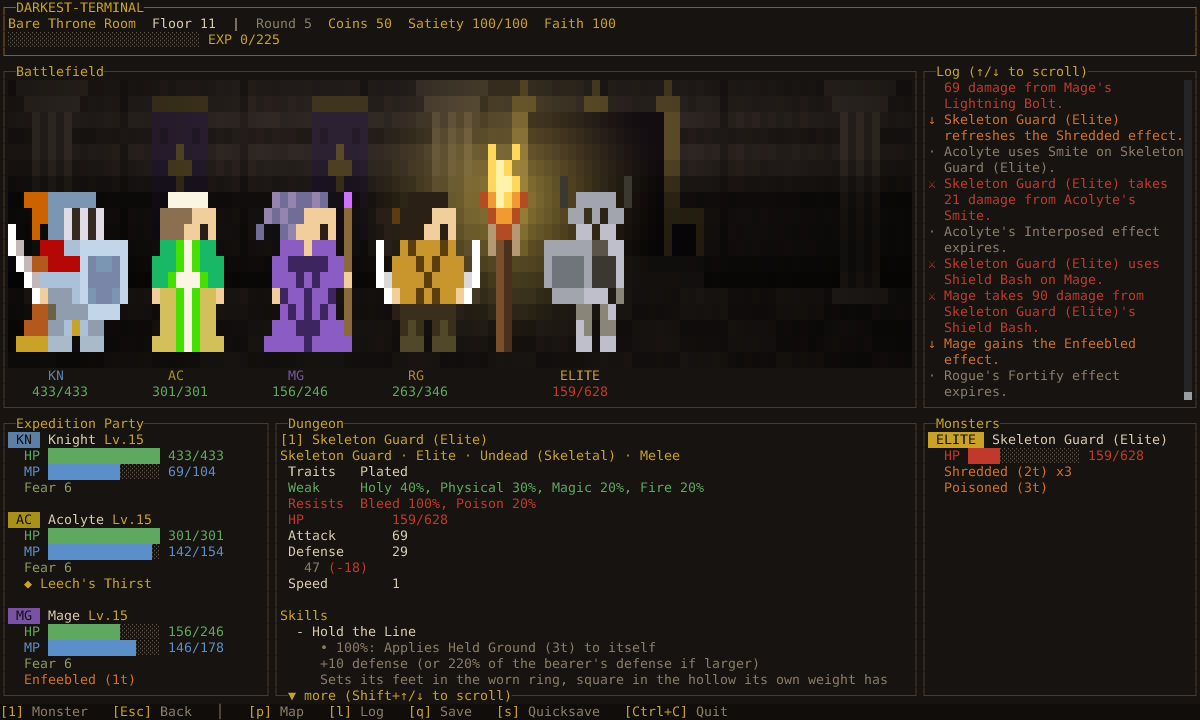 DARKEST-TERMINAL
Bare Throne Room  Floor 11  |  Round 5  Coins 50  Satiety 100/100  Faith 100
EXP 0/225
Battlefield
KN AC MG RG ELITE
433/433 301/301 156/246 263/346 159/628
Log (↑/↓ to scroll)
69 damage from Mage's
Lightning Bolt.
↓ Skeleton Guard (Elite)
refreshes the Shredded effect.
· Acolyte uses Smite on Skeleton
Guard (Elite).
⚔ Skeleton Guard (Elite) takes
21 damage from Acolyte's
Smite.
· Acolyte's Interposed effect
expires.
⚔ Skeleton Guard (Elite) uses
Shield Bash on Mage.
⚔ Mage takes 90 damage from
Skeleton Guard (Elite)'s
Shield Bash.
↓ Mage gains the Enfeebled
effect.
· Rogue's Fortify effect
expires.
Expedition Party
KN Knight Lv.15
HP 433/433
MP 69/104
Fear 6
AC Acolyte Lv.15
HP 301/301
MP 142/154
Fear 6
◆ Leech's Thirst
MG Mage Lv.15
HP 156/246
MP 146/178
Fear 6
Enfeebled (1t)
Dungeon
[1] Skeleton Guard (Elite)
Skeleton Guard · Elite · Undead (Skeletal) · Melee
Traits Plated
Weak Holy 40%, Physical 30%, Magic 20%, Fire 20%
Resists Bleed 100%, Poison 20%
HP 159/628
Attack 69
Defense 29
47 (-18)
Speed 1
Skills
- Hold the Line
• 100%: Applies Held Ground (3t) to itself
+10 defense (or 220% of the bearer's defense if larger)
Sets its feet in the worn ring, square in the hollow its own weight has
▼ more (Shift+↑/↓ to scroll)
Monsters
ELITE Skeleton Guard (Elite)
HP 159/628
Shredded (2t) x3
Poisoned (3t)
[1] Monster [Esc] Back | [p] Map [l] Log [q] Save [s] Quicksave [Ctrl+C] Quit